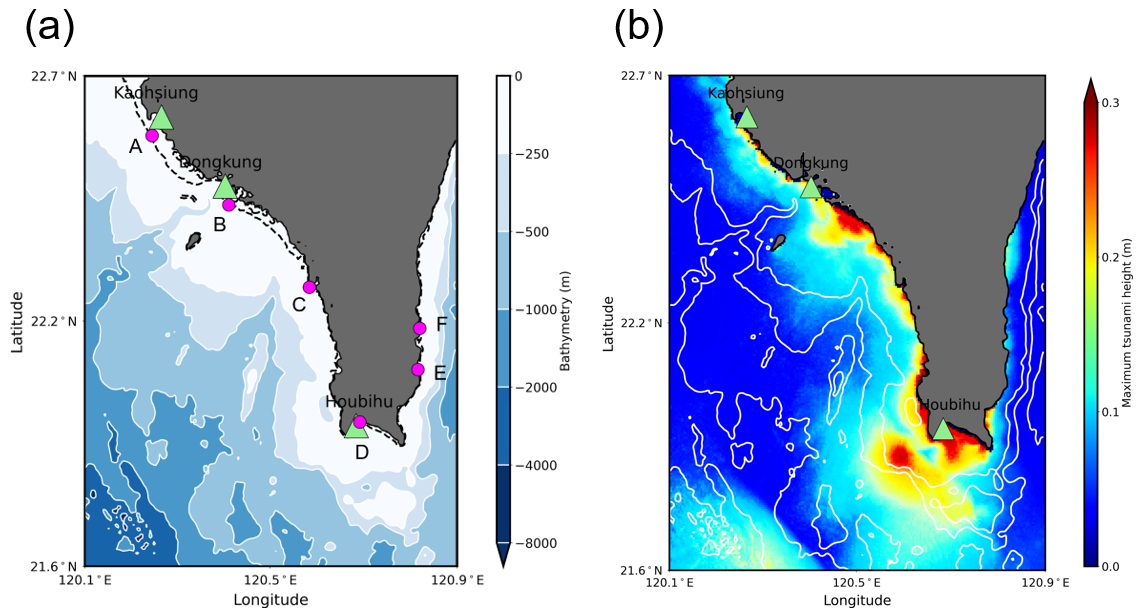 (a)
22.7° N
22.2° N
21.6° N
120.1° E
120.5° E
120.9° E
Latitude
Longitude
Kaohsiung
A
Dongkung
B
C
F
E
Houbihu
D
0
−250
−500
−1000
−2000
−4000
−8000
Bathymetry (m)
(b)
22.7° N
22.2° N
21.6° N
120.1° E
120.5° E
120.9° E
Latitude
Longitude
Kaohsiung
Dongkung
Houbihu
0.3
0.2
0.1
0.0
Maximum tsunami height (m)